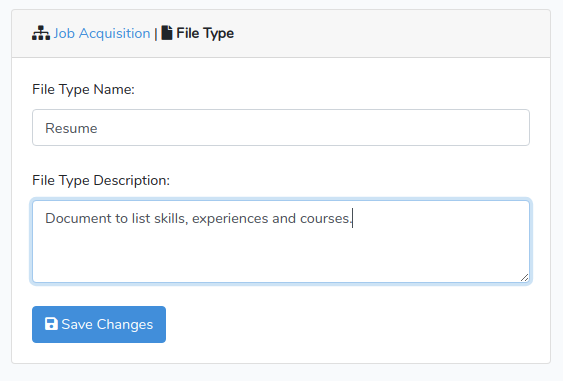 Job Acquisition | File Type
File Type Name:
Resume
File Type Description:
Document to list skills, experiences and courses.
Save Changes